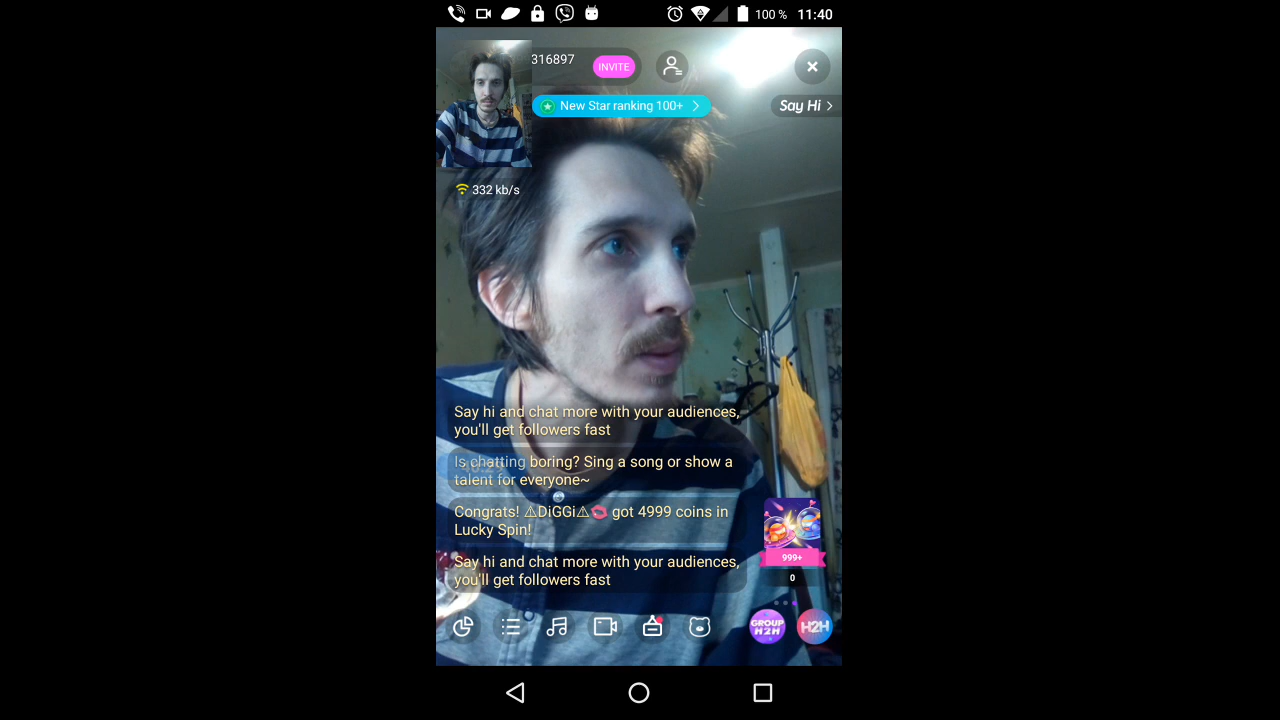 100 % 11:40
316897
INVITE
New Star ranking 100+
Say Hi
332 kb/s
Say hi and chat more with your audiences,
you'll get followers fast
Is chatting boring? Sing a song or show a
talent for everyone~
Congrats! ⚠DiGGi⚠💋 got 4999 coins in
Lucky Spin!
999+
Say hi and chat more with your audiences,
you'll get followers fast
0
GROUP
H2H
H2H